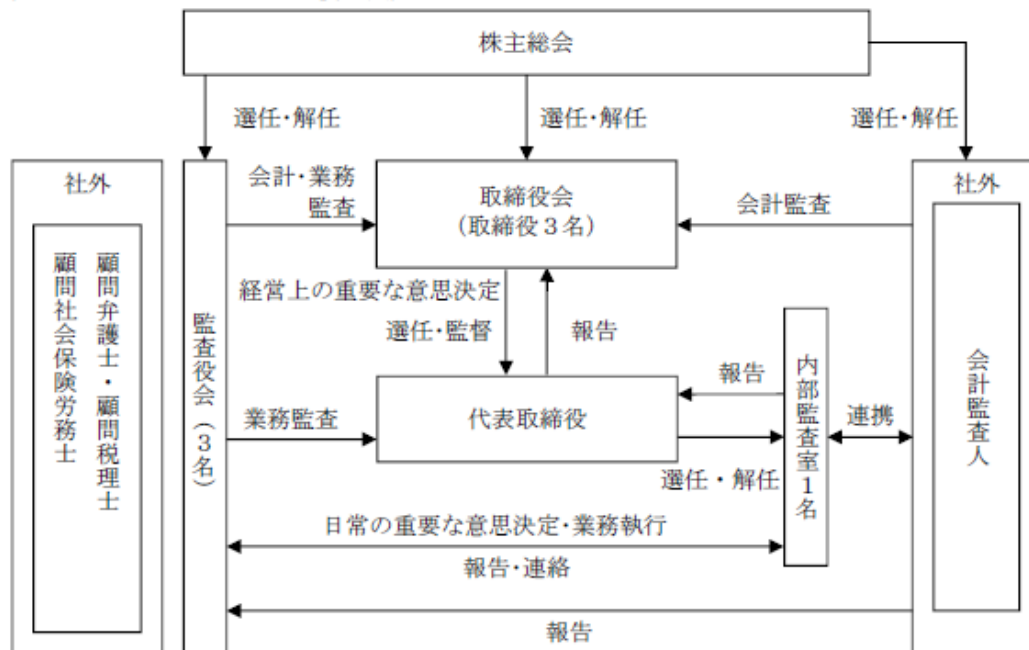 株主総会
選任・解任
選任・解任
選任・解任
社外
顧問弁護士・顧問税理士
顧問社会保険労務士
監査役会(3名)
会計・業務
監査
取締役会
(取締役3名)
会計監査
社外
会計監査人
経営上の重要な意思決定
選任・監督
報告
業務監査
代表取締役
報告
選任・解任
内部監査室1名
連携
日常の重要な意思決定・業務執行
報告・連絡
報告